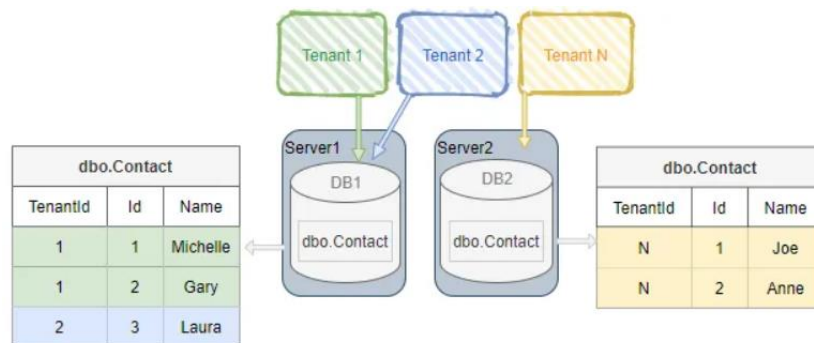 Tenant 1
Tenant 2
Tenant N
Server1
Server2
DB1
DB2
dbo.Contact
dbo.Contact
dbo.Contact
TenantId Id Name
1 1 Michelle
1 2 Gary
2 3 Laura
dbo.Contact
TenantId Id Name
N 1 Joe
N 2 Anne